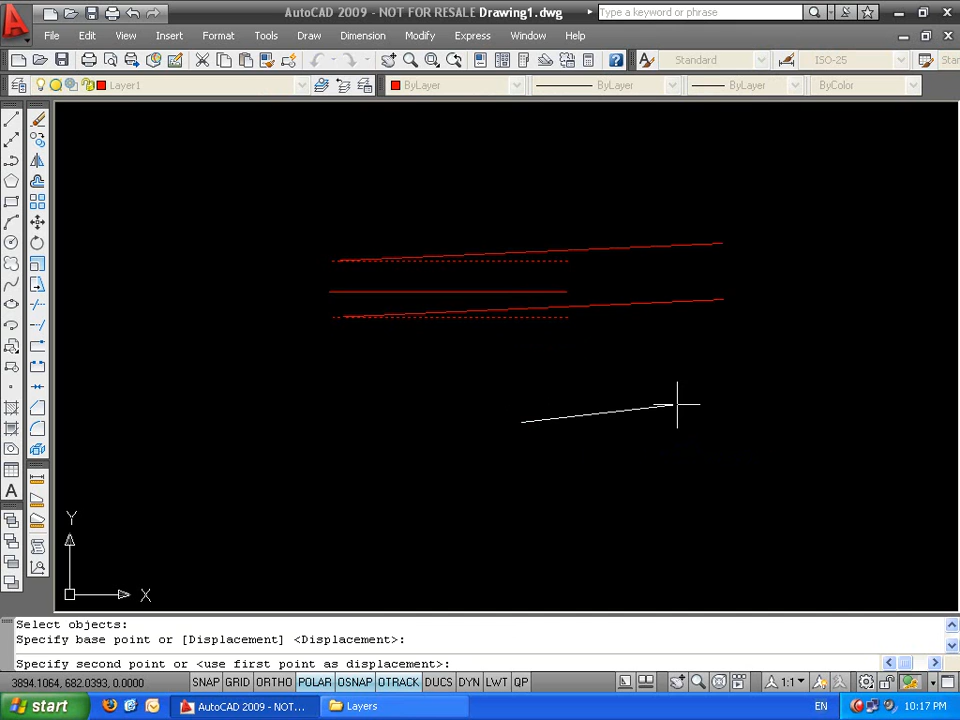 AutoCAD 2009 - NOT FOR RESALE Drawing1.dwg
Type a keyword or phrase
File Edit View Insert Format Tools Draw Dimension Modify Express Window Help
Standard ISO-25 Stan
Layer1 ByLayer ByLayer ByLayer ByColor
A
Y
X
Select objects:
Specify base point or [Displacement] <Displacement>:
Specify second point or <use first point as displacement>:
3894.1064, 682.0393, 0.0000 SNAP GRID ORTHO POLAR OSNAP OTRACK DUCS DYN LWT QP 1:1
start AutoCAD 2009 - NOT... Layers EN 10:17 PM